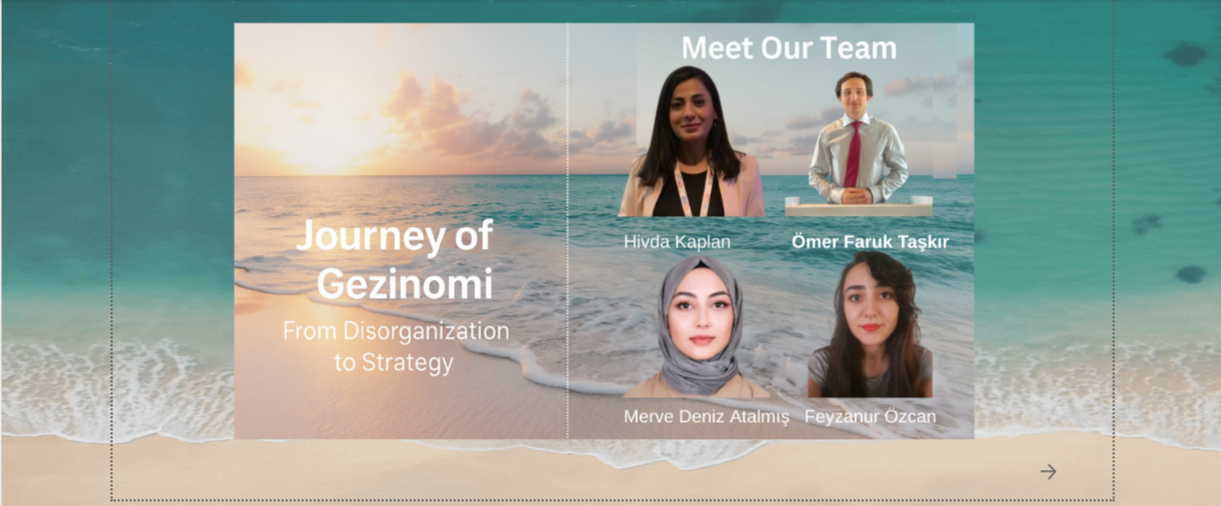 Meet Our Team
Journey of
Gezinomi
From Disorganization
to Strategy
Hivda Kaplan
Ömer Faruk Taşkır
Merve Deniz Atalmış
Feyzanur Özcan